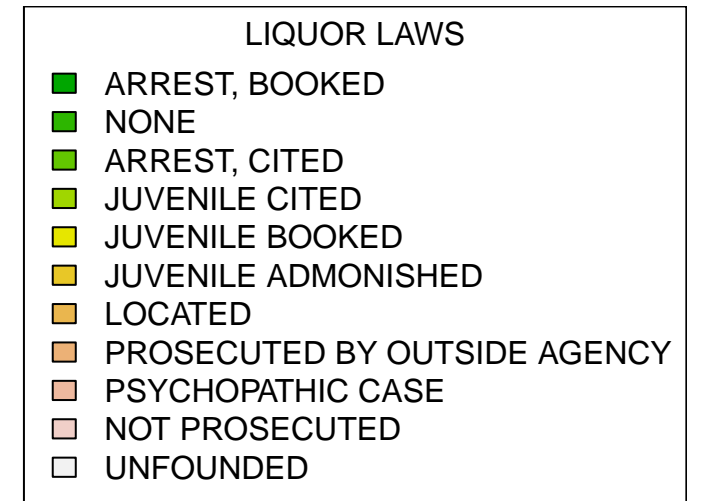 LIQUOR LAWS
ARREST, BOOKED
NONE
ARREST, CITED
JUVENILE CITED
JUVENILE BOOKED
JUVENILE ADMONISHED
LOCATED
PROSECUTED BY OUTSIDE AGENCY
PSYCHOPATHIC CASE
NOT PROSECUTED
UNFOUNDED